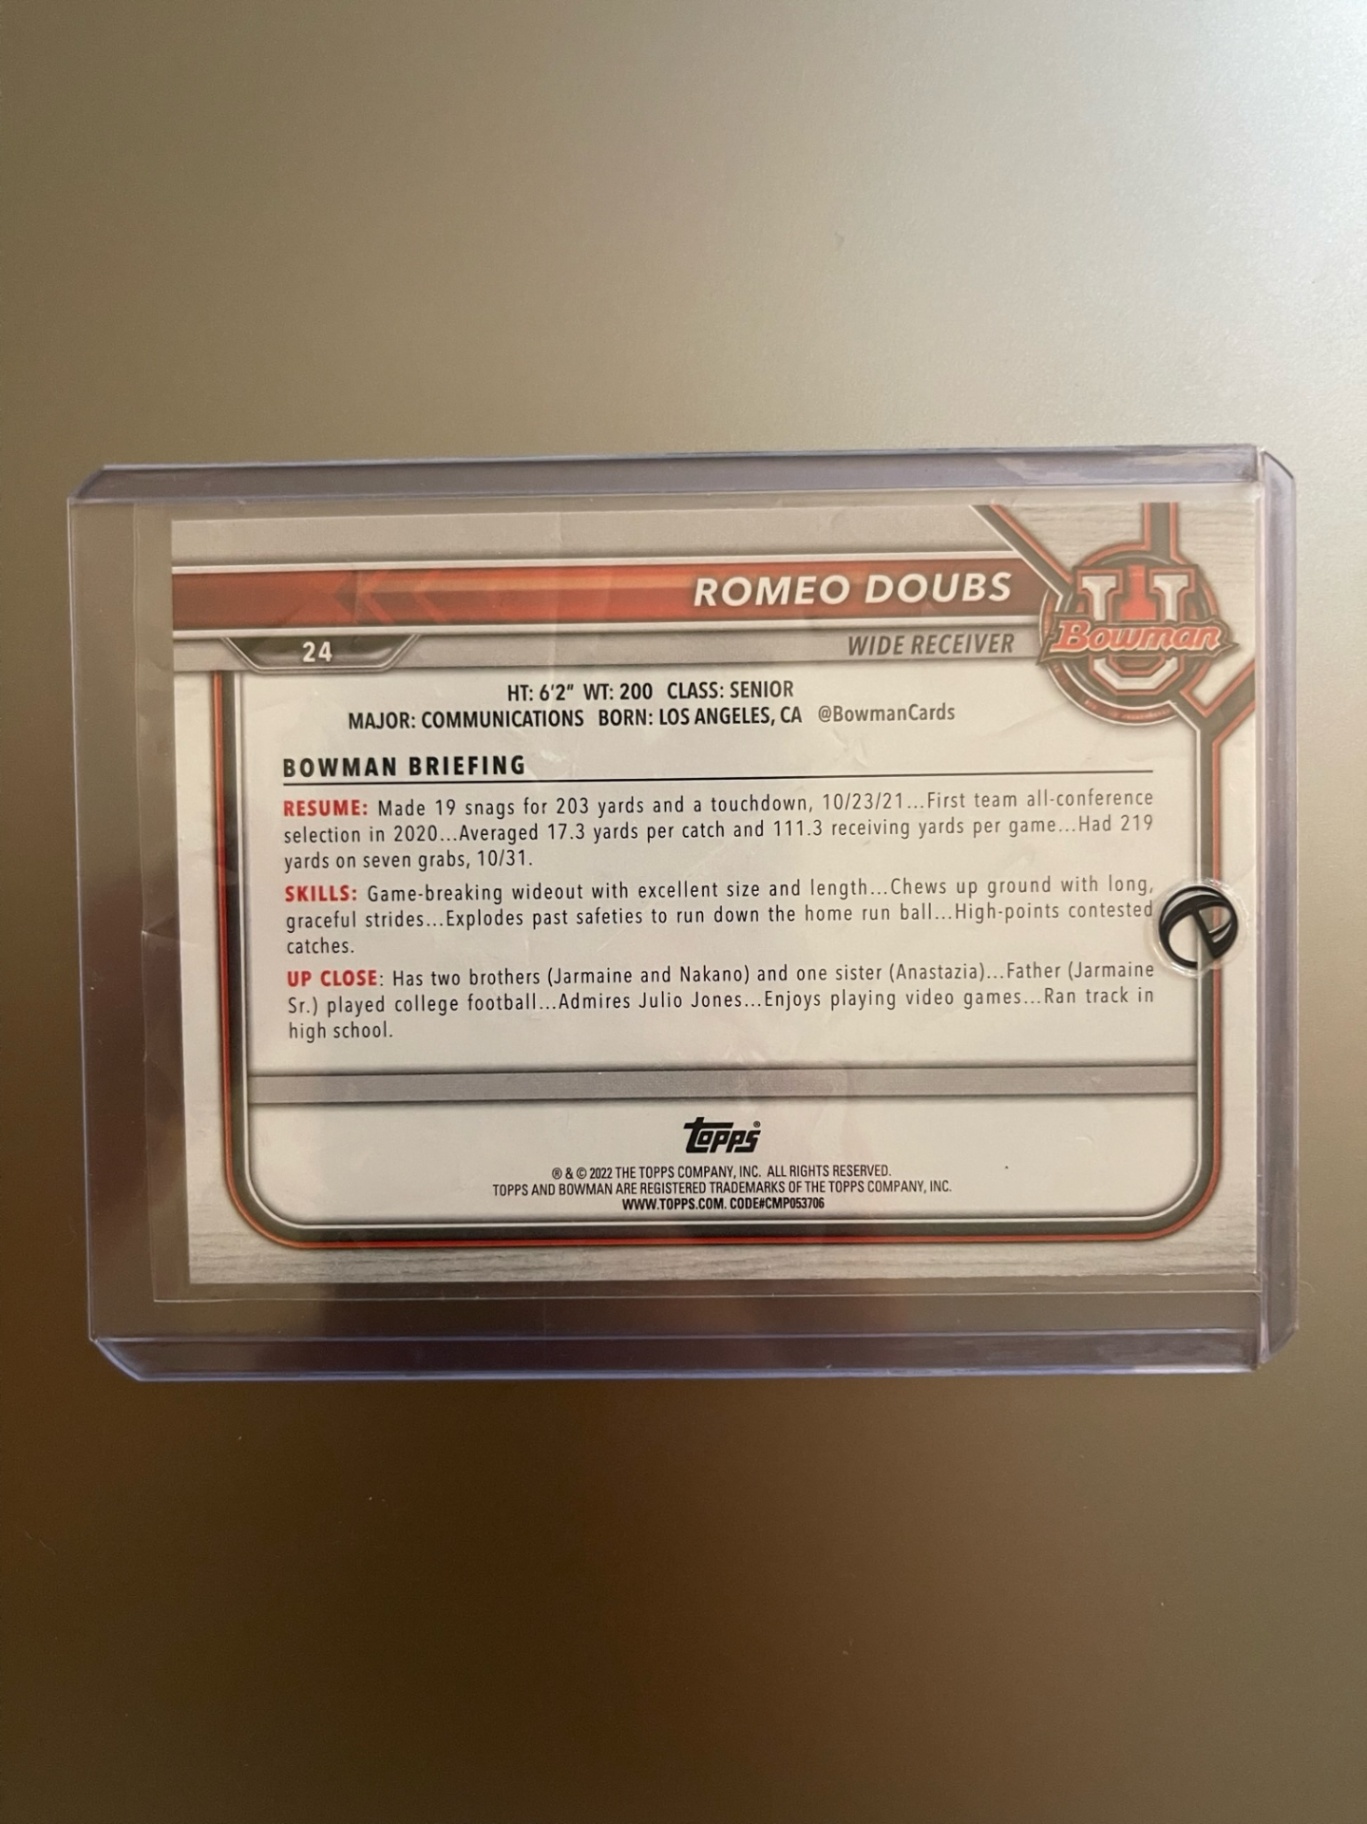 ROMEO DOUBS
U
Bowman
24
WIDE RECEIVER
HT: 6'2" WT: 200 CLASS: SENIOR
MAJOR: COMMUNICATIONS BORN: LOS ANGELES, CA @BowmanCards
BOWMAN BRIEFING
RESUME: Made 19 snags for 203 yards and a touchdown, 10/23/21...First team all-conference
selection in 2020...Averaged 17.3 yards per catch and 111.3 receiving yards per game...Had 219
yards on seven grabs, 10/31.
SKILLS: Game-breaking wideout with excellent size and length...Chews up ground with long,
graceful strides...Explodes past safeties to run down the home run ball...High-points contested
catches.
UP CLOSE: Has two brothers (Jarmaine and Nakano) and one sister (Anastazia)...Father (Jarmaine
Sr.) played college football...Admires Julio Jones...Enjoys playing video games...Ran track in
high school.
topps®
® & © 2022 THE TOPPS COMPANY, INC. ALL RIGHTS RESERVED.
TOPPS AND BOWMAN ARE REGISTERED TRADEMARKS OF THE TOPPS COMPANY, INC.
WWW.TOPPS.COM. CODE#CMP053706